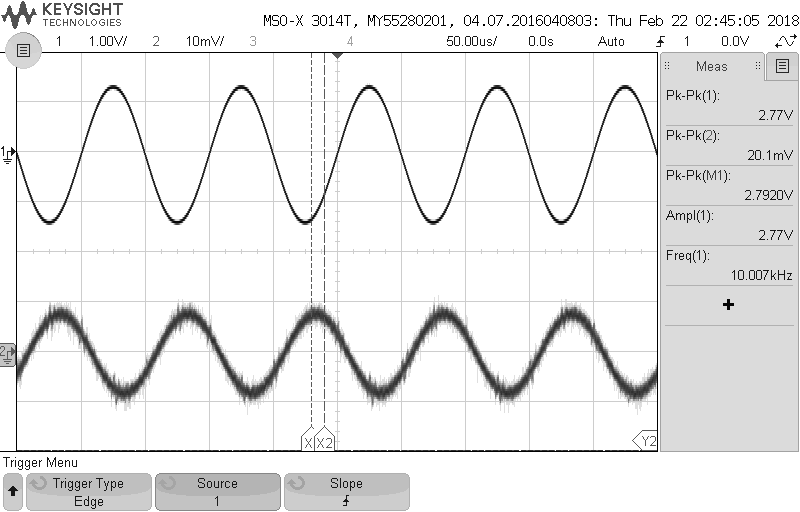 KEYSIGHT
TECHNOLOGIES
MSO-X 3014T, MY55280201, 04.07.2016040803: Thu Feb 22 02:45:05 2018
1 1.00V/ 2 10mV/ 3 4 50.00us/ 0.0s Auto 1 0.0V
Meas
Pk-Pk(1):
2.77V
Pk-Pk(2):
20.1mV
Pk-Pk(M1):
2.7920V
Ampl(1):
2.77V
Freq(1):
10.007kHz
+
1
2
X X2 Y2
Trigger Menu
Trigger Type Source Slope
Edge 1